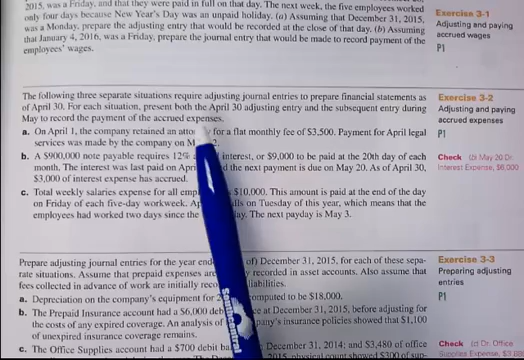 2015, was a Friday, and that they were paid in full on that day. The next week, the five employees worked
only four days because New Year's Day was an unpaid holiday. (a) Assuming that December 31, 2015,
was a Monday, prepare the adjusting entry that would be recorded at the close of that day. (b) Assuming
that January 4, 2016, was a Friday, prepare the journal entry that would be made to record payment of the
employees' wages.
Exercise 3-1
Adjusting and paying
accrued wages
P1
The following three separate situations require adjusting journal entries to prepare financial statements as
of April 30. For each situation, present both the April 30 adjusting entry and the subsequent entry during
May to record the payment of the accrued expenses.
a. On April 1, the company retained an for a flat monthly fee of $3,500. Payment for April legal
services was made by the company on
b. A $900,000 note payable requires 12% interest, or $9,000 to be paid at the 20th day of each
month. The interest was last paid on the next payment is due on May 20. As of April 30,
$3,000 of interest expense has accrued.
c. Total weekly salaries expense for all $10,000. This amount is paid at the end of the
day on Friday of each five-day workweek. on Tuesday of this year, which means that the
employees had worked two days since the The next payday is May 3.
Exercise 3-2
Adjusting and paying
accrued expenses
P1
Check (b) May 20 Dr.
Interest Expense, $6,000
Prepare adjusting journal entries for the year of) December 31, 2015, for each of these sepa-
rate situations. Assume that prepaid expenses are recorded in asset accounts. Also assume that
fees collected in advance of work are initially liabilities.
a. Depreciation on the company's equipment for computed to be $18,000.
b. The Prepaid Insurance account had a $6,000 at December 31, 2015, before adjusting for
the costs of any expired coverage. An analysis of insurance policies showed that $1,100
of unexpired insurance coverage remains.
c. The Office Supplies account had a $700 debit 2014; and $3,480 of office
2015 physical count showed $300 of
Exercise 3-3
Preparing adjusting
entries
P1
Check (c) Dr. Office
Southcentral